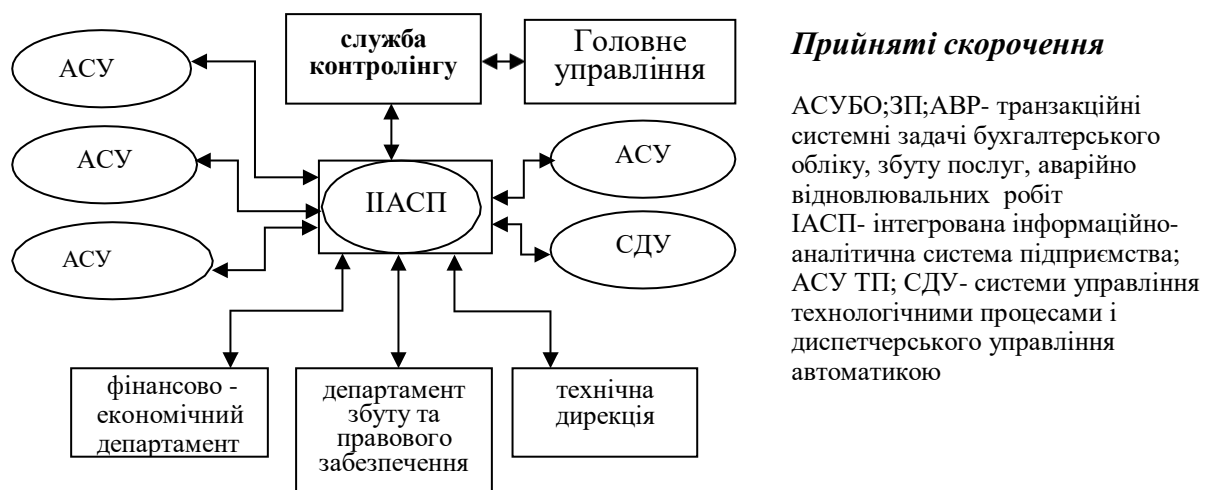 служба
контролінгу
Головне
управління
АСУ
АСУ
АСУ
ІІАСП
АСУ
СДУ
фінансово -
економічний
департамент
департамент
збуту та
правового
забезпечення
технічна
дирекція
Прийняті скорочення
АСУБО;ЗП;АВР- транзакційні
системні задачі бухгалтерського
обліку, збуту послуг, аварійно
відновлювальних робіт
ІАСП- інтегрована інформаційно-
аналітична система підприємства;
АСУ ТП; СДУ- системи управління
технологічними процесами і
диспетчерського управління
автоматикою